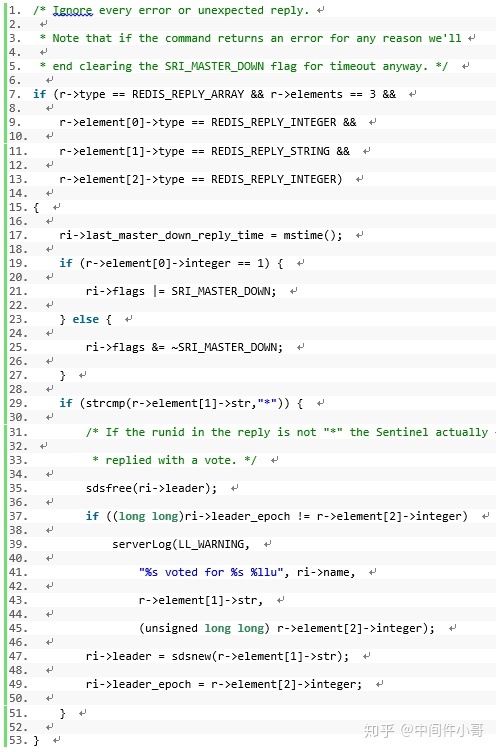 1. /* Ignore every error or unexpected reply. ↵
2. ↵
3. * Note that if the command returns an error for any reason we'll ↵
4. ↵
5. * end clearing the SRI_MASTER_DOWN flag for timeout anyway. */ ↵
6. ↵
7. if (r->type == REDIS_REPLY_ARRAY && r->elements == 3 && ↵
8. ↵
9. r->element[0]->type == REDIS_REPLY_INTEGER && ↵
10. ↵
11. r->element[1]->type == REDIS_REPLY_STRING && ↵
12. ↵
13. r->element[2]->type == REDIS_REPLY_INTEGER) ↵
14. ↵
15. { ↵
16. ↵
17. ri->last_master_down_reply_time = mstime(); ↵
18. ↵
19. if (r->element[0]->integer == 1) { ↵
20. ↵
21. ri->flags |= SRI_MASTER_DOWN; ↵
22. ↵
23. } else { ↵
24. ↵
25. ri->flags &= ~SRI_MASTER_DOWN; ↵
26. ↵
27. } ↵
28. ↵
29. if (strcmp(r->element[1]->str,"*")) { ↵
30. ↵
31. /* If the runid in the reply is not "*" the Sentinel actually
32. ↵
33. * replied with a vote. */ ↵
34. ↵
35. sdsfree(ri->leader); ↵
36. ↵
37. if ((long long)ri->leader_epoch != r->element[2]->integer) ↵
38. ↵
39. serverLog(LL_WARNING, ↵
40. ↵
41. "%s voted for %s %llu", ri->name, ↵
42. ↵
43. r->element[1]->str, ↵
44. ↵
45. (unsigned long long) r->element[2]->integer); ↵
46. ↵
47. ri->leader = sdsnew(r->element[1]->str); ↵
48. ↵
49. ri->leader_epoch = r->element[2]->integer; ↵
50. ↵
51. } ↵
52. ↵
53. } ↵
知乎 @中间件小哥